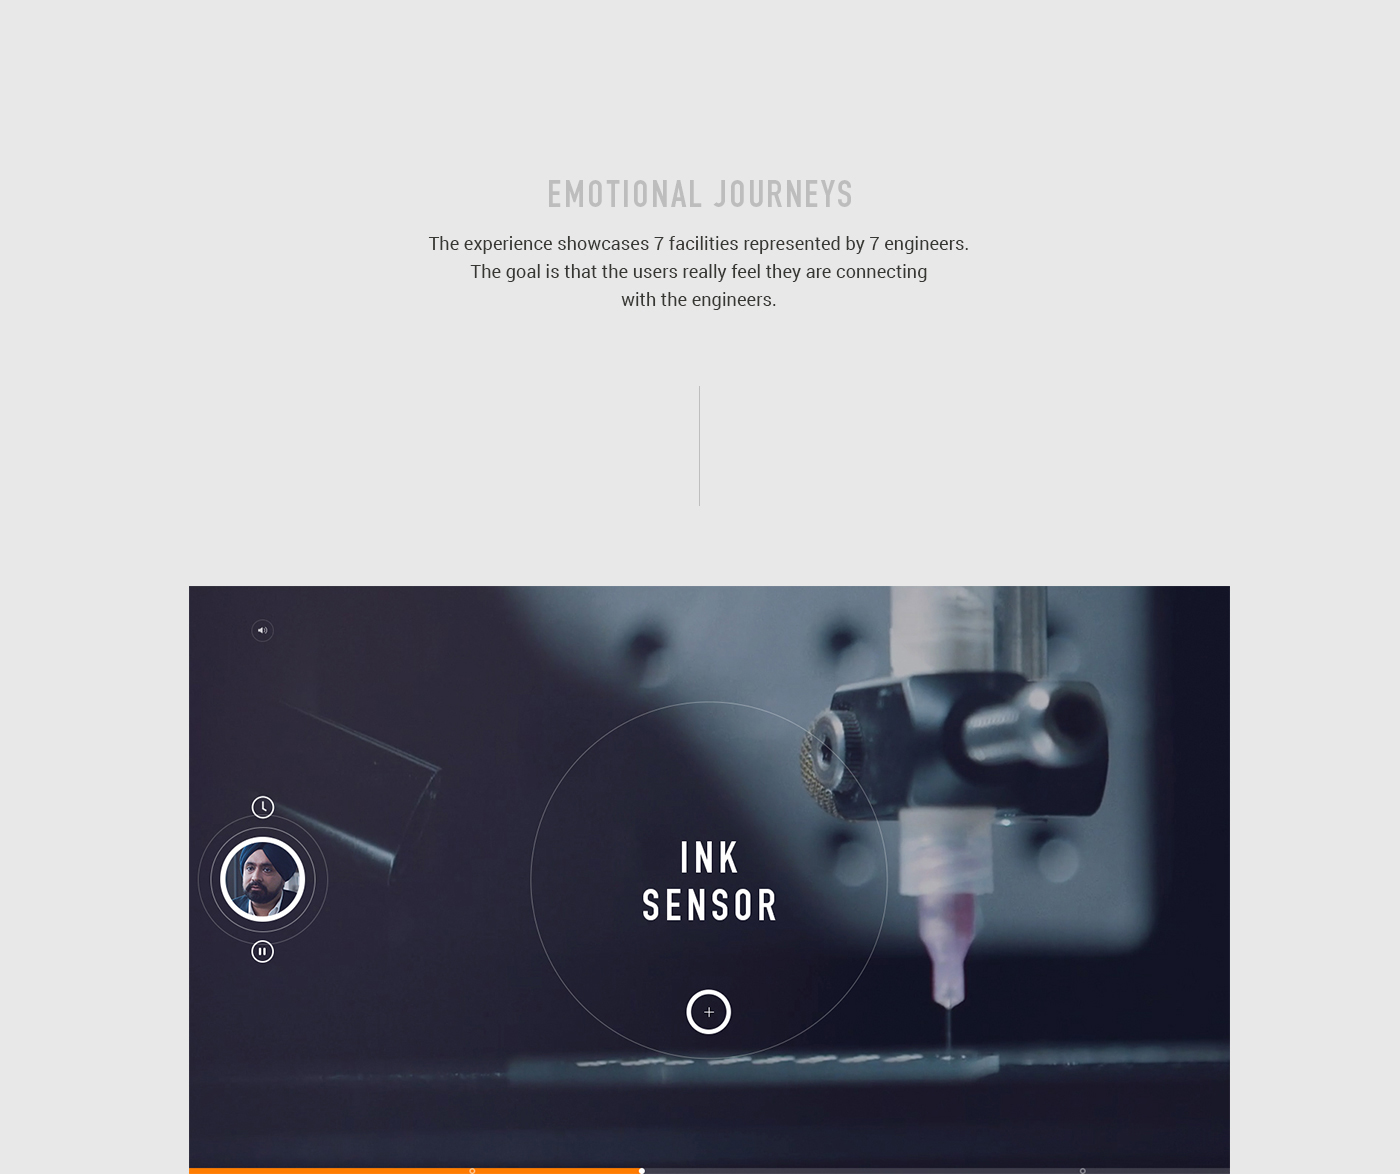 EMOTIONAL JOURNEYS
The experience showcases 7 facilities represented by 7 engineers.
The goal is that the users really feel they are connecting
with the engineers.
INK
SENSOR